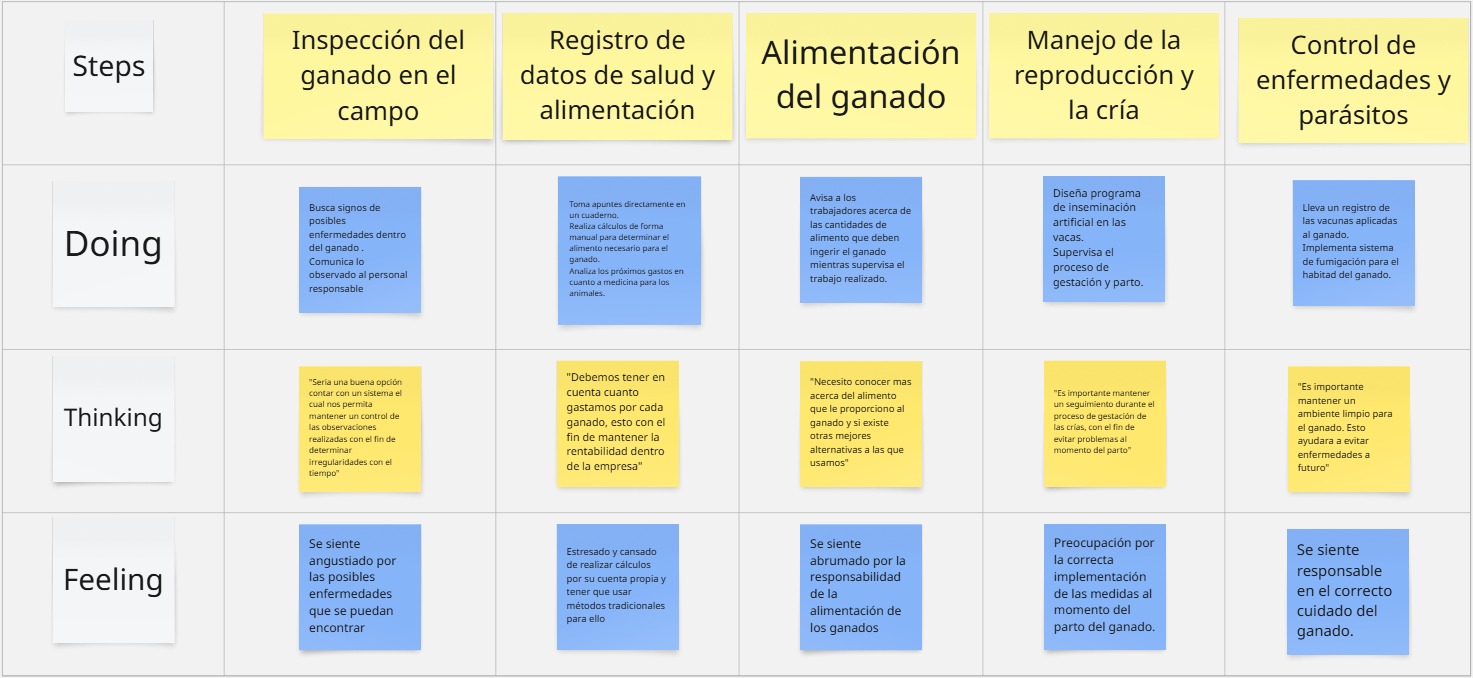 Steps
Inspección del
ganado en el
campo
Registro de
datos de salud y
alimentación
Alimentación
del ganado
Manejo de la
reproducción y
la cría
Control de
enfermedades y
parásitos
Doing
Busca signos de
posibles
enfermedades dentro
del ganado .
Comunica lo
observado al personal
responsable
Toma apuntes directamente en
un cuaderno.
Realiza cálculos de forma
manual para determinar el
alimento necesario para el
ganado.
Analiza los próximos gastos en
cuanto a medicina para los
animales.
Avisa a los
trabajadores acerca de
las cantidades de
alimento que deben
ingerir el ganado
mientras supervisa el
trabajo realizado.
Diseña programa
de inseminación
artificial en las
vacas.
Supervisa el
proceso de
gestación y parto.
Lleva un registro de
las vacunas aplicadas
al ganado.
Implementa sistema
de fumigación para el
habitad del ganado.
Thinking
"Seria una buena opción
contar con un sistema el
cual nos permita
mantener un control de
las observaciones
realizadas con el fin de
determinar
irregularidades con el
tiempo"
"Debemos tener en
cuenta cuanto
gastamos por cada
ganado, esto con el
fin de mantener la
rentabilidad dentro
de la empresa"
"Necesito conocer mas
acerca del alimento
que le proporciono al
ganado y si existe
otras mejores
alternativas a las que
usamos"
"Es importante mantener
un seguimiento durante el
proceso de gestación de
las crías, con el fin de
evitar problemas al
momento del parto"
"Es importante
mantener un
ambiente limpio para
el ganado. Esto
ayudara a evitar
enfermedades a
futuro"
Feeling
Se siente
angustiado por
las posibles
enfermedades
que se puedan
encontrar
Estresado y cansado
de realizar cálculos
por su cuenta propia y
tener que usar
métodos tradicionales
para ello
Se siente
abrumado por la
responsabilidad
de la
alimentación de
los ganados
Preocupación por
la correcta
implementación
de las medidas al
momento del
parto del ganado.
Se siente
responsable
en el correcto
cuidado del
ganado.